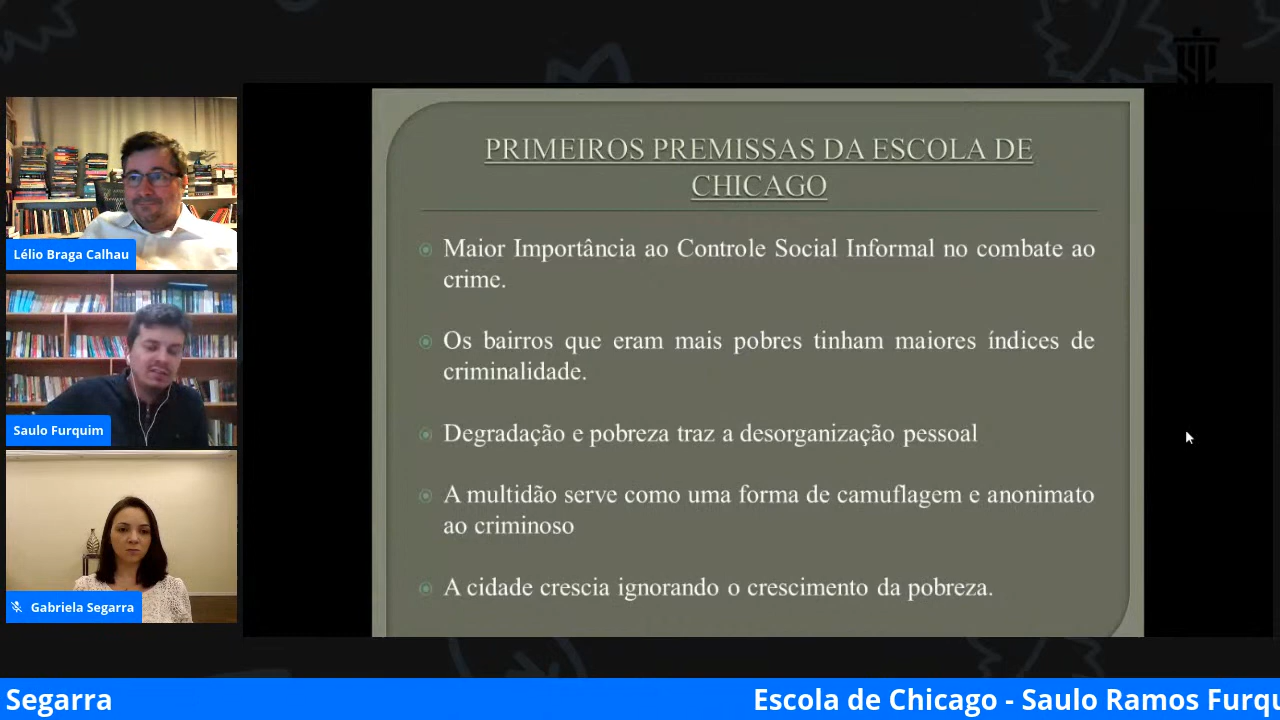 PRIMEIROS PREMISSAS DA ESCOLA DE
CHICAGO
Maior Importância ao Controle Social Informal no combate ao
crime.
Os bairros que eram mais pobres tinham maiores índices de
criminalidade.
Degradação e pobreza traz a desorganização pessoal
A multidão serve como uma forma de camuflagem e anonimato
ao criminoso
A cidade crescia ignorando o crescimento da pobreza.
Lélio Braga Calhau
Saulo Furquim
Gabriela Segarra
Segarra
Escola de Chicago - Saulo Ramos Furqu